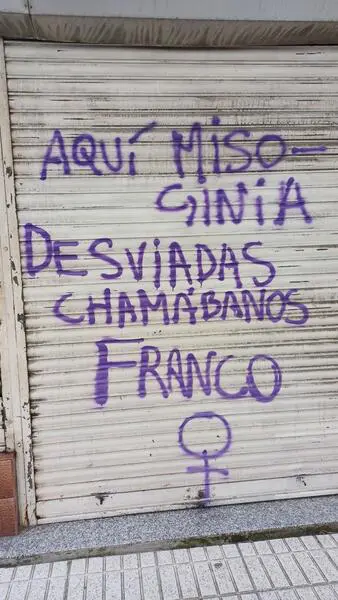 AQUÍ MiSO-
GiNiA
DESViADAS
CHAMÁBANOS
FRANCO